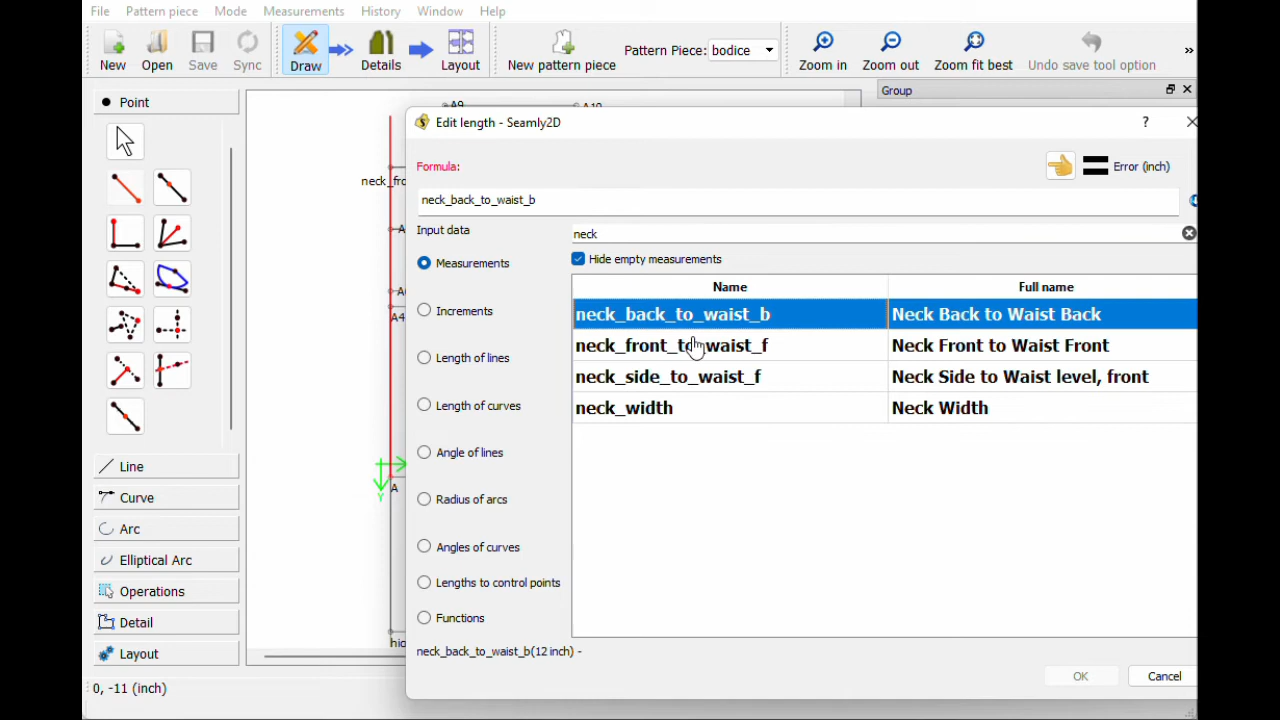 File Pattern piece Mode Measurements History Window Help
New Open Save Sync Draw Details Layout New pattern piece Pattern Piece: bodice Zoom in Zoom out Zoom fit best Undo save tool option »
Point
Group
A9 A10
Edit length - Seamly2D ?
Formula:
Error (inch)
neck_fro
neck_back_to_waist_b
Input data
neck
Measurements
Hide empty measurements
Name Full name
Increments
neck_back_to_waist_b Neck Back to Waist Back
A4
neck_front_to_waist_f Neck Front to Waist Front
Length of lines
neck_side_to_waist_f Neck Side to Waist level, front
Length of curves
neck_width Neck Width
Angle of lines
Line
A
Y
Curve
Radius of arcs
Arc
Angles of curves
Elliptical Arc
Lengths to control points
Operations
Functions
Detail
Layout
neck_back_to_waist_b(12 inch) -
OK Cancel
0, -11 (inch)